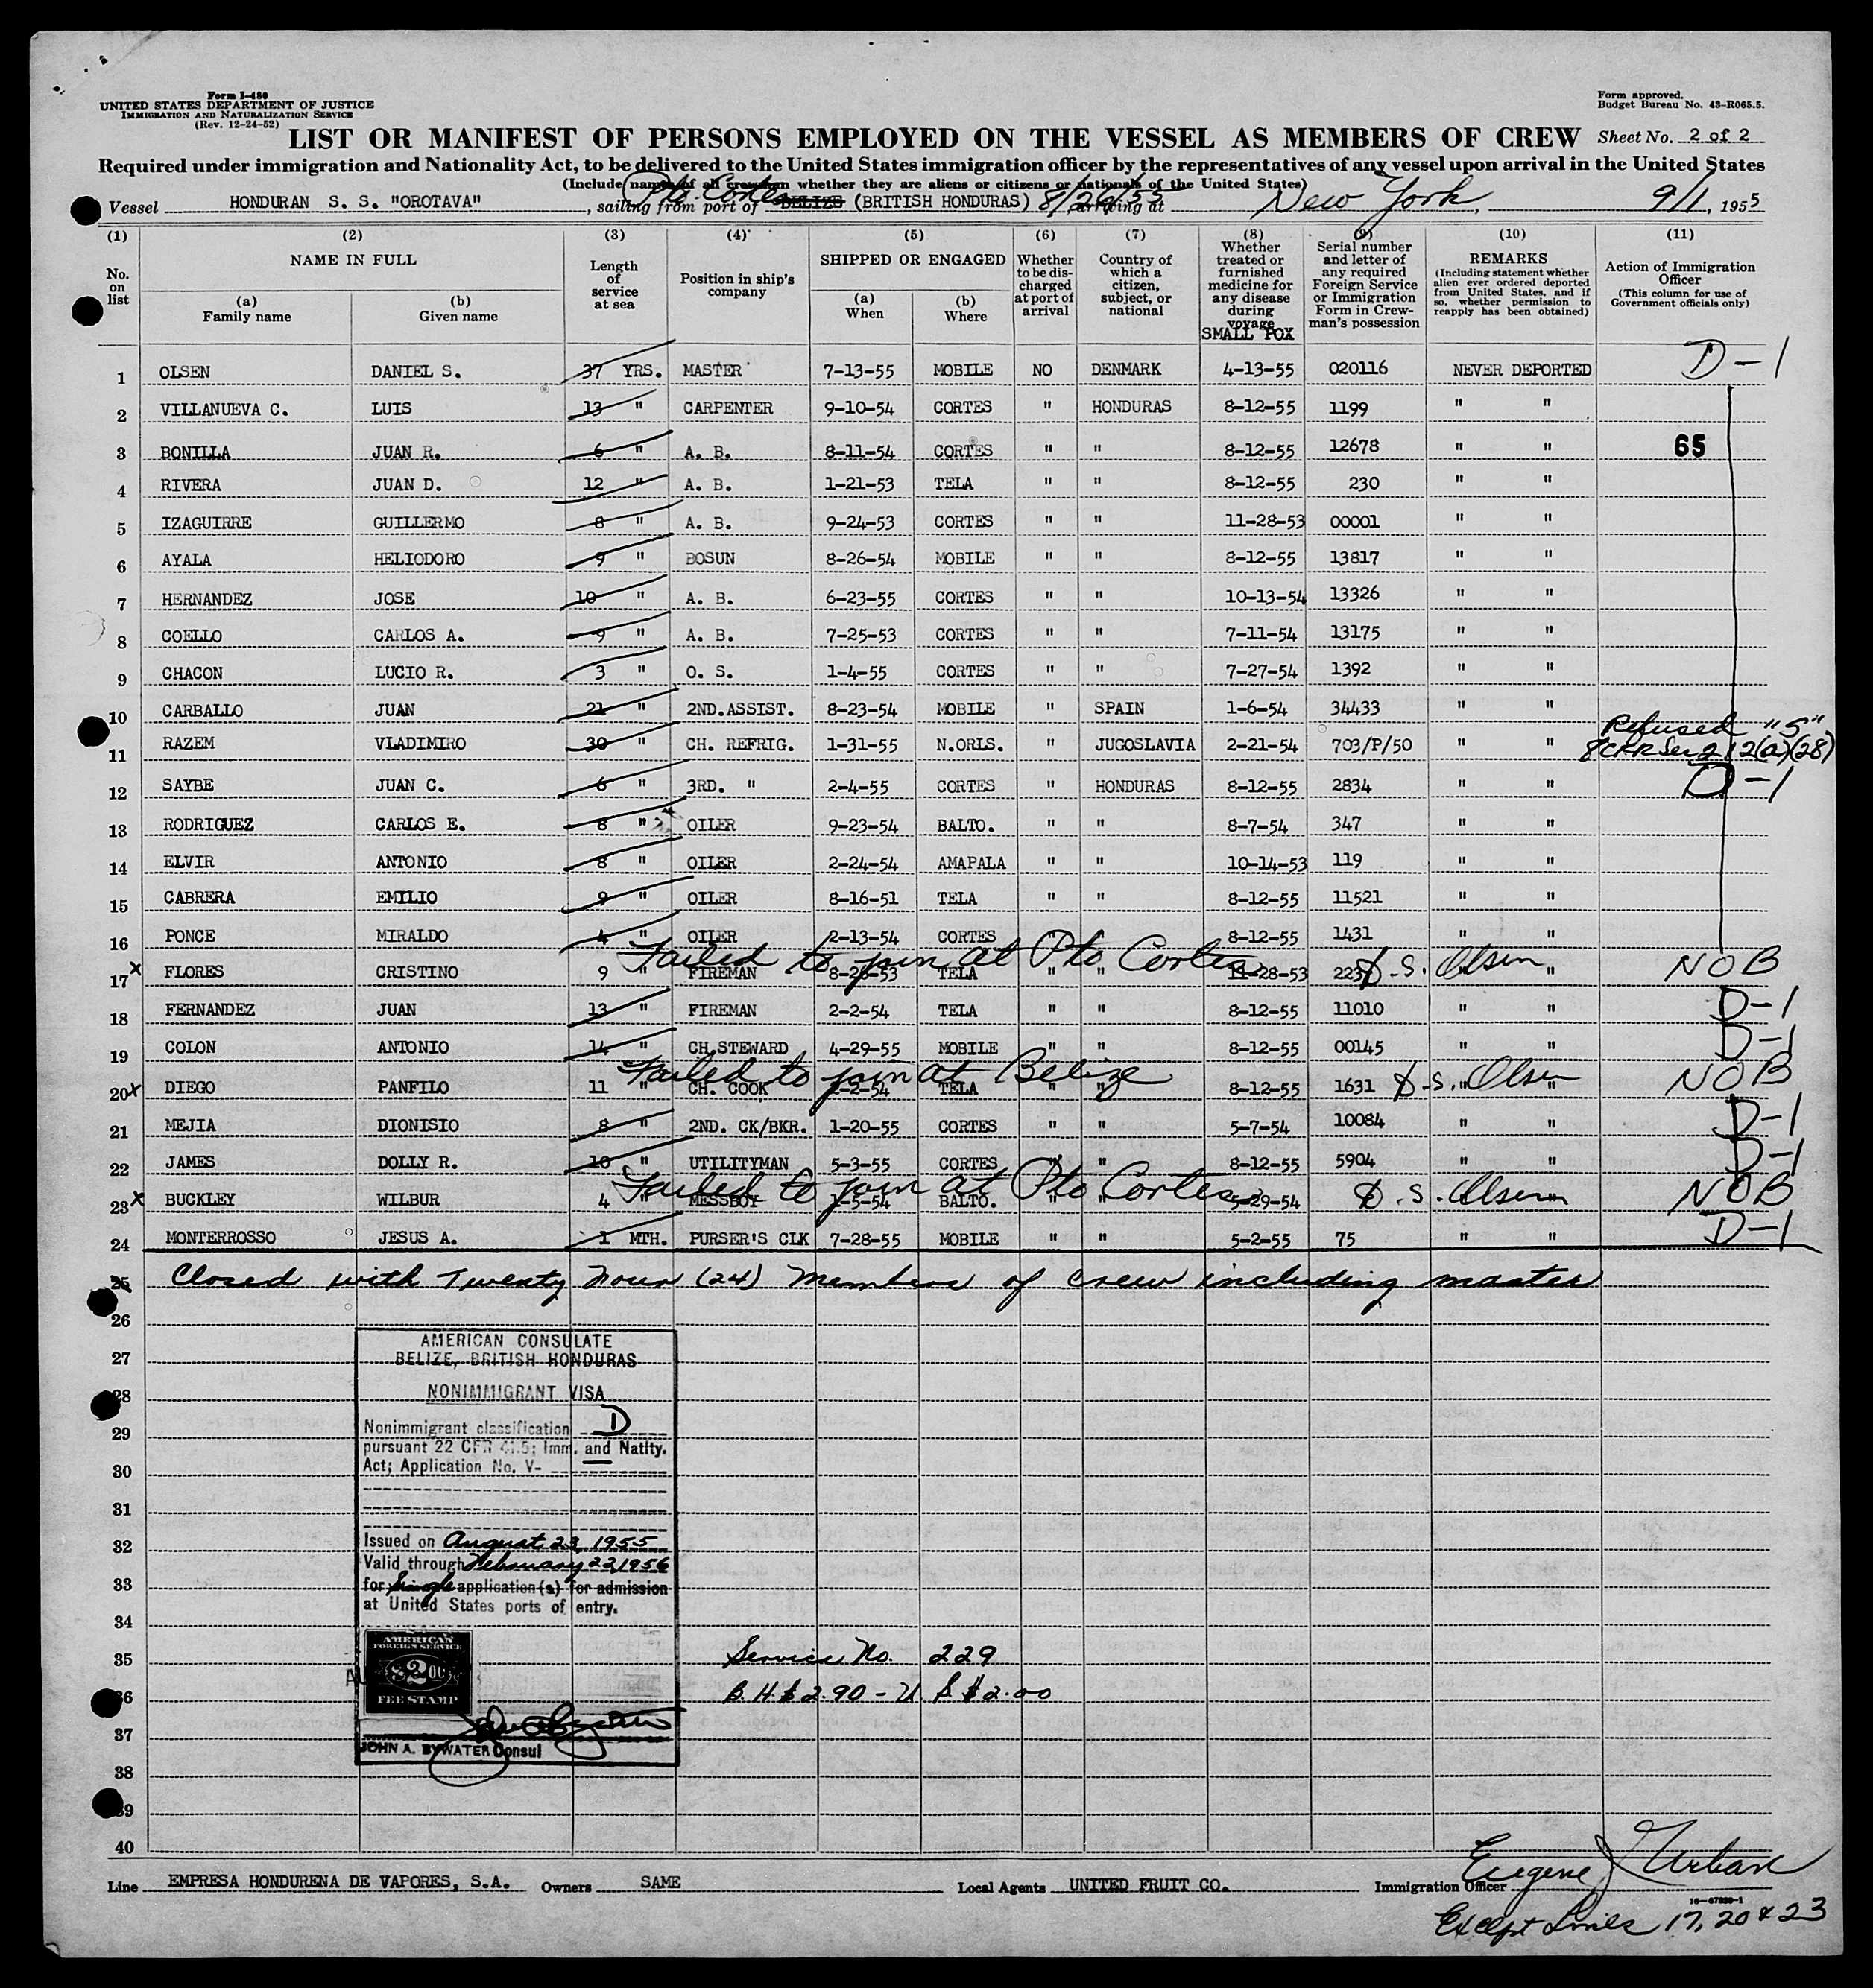 Form I-480
UNITED STATES DEPARTMENT OF JUSTICE
IMMIGRATION AND NATURALIZATION SERVICE
(Rev. 12-24-52)
Form approved.
Budget Bureau No. 43-R065.5.
LIST OR MANIFEST OF PERSONS EMPLOYED ON THE VESSEL AS MEMBERS OF CREW Sheet No. 2 of 2
Required under immigration and Nationality Act, to be delivered to the United States immigration officer by the representatives of any vessel upon arrival in the United States
(Include names of all crewmen whether they are aliens or citizens or nationals of the United States)
Vessel HONDURAN S. S. "OROTAVA", sailing from port of Pto. Cortes BELIZE (BRITISH HONDURAS) 8/26/55 arriving at New York, 9/1, 1955
(1) (2) (3) (4) (5) (6) (7) (8) (9) (10) (11)
No. on list
NAME IN FULL
(a) Family name
(b) Given name
Length of service at sea
Position in ship's company
SHIPPED OR ENGAGED
(a) When
(b) Where
Whether to be discharged at port of arrival
Country of which a citizen, subject, or national
Whether treated or furnished medicine for any disease during voyage
SMALL POX
Serial number and letter of any required Foreign Service or Immigration Form in Crewman's possession
REMARKS
(Including statement whether alien ever ordered deported from United States, and if so, whether permission to reapply has been obtained)
Action of Immigration Officer
(This column for use of Government officials only)
1 OLSEN DANIEL S. 37 YRS. MASTER 7-13-55 MOBILE NO DENMARK 4-13-55 020116 NEVER DEPORTED D-1
2 VILLANUEVA C. LUIS 13 " CARPENTER 9-10-54 CORTES " HONDURAS 8-12-55 1199 " "
3 BONILLA JUAN R. 6 " A. B. 8-11-54 CORTES " " 8-12-55 12678 " " 65
4 RIVERA JUAN D. 12 " A. B. 1-21-53 TELA " " 8-12-55 230 " "
5 IZAGUIRRE GUILLERMO 8 " A. B. 9-24-53 CORTES " " 11-28-53 00001 " "
6 AYALA HELIODORO 9 " BOSUN 8-26-54 MOBILE " " 8-12-55 13817 " "
7 HERNANDEZ JOSE 10 " A. B. 6-23-55 CORTES " " 10-13-54 13326 " "
8 COELLO CARLOS A. 9 " A. B. 7-25-53 CORTES " " 7-11-54 13175 " "
9 CHACON LUCIO R. 3 " O. S. 1-4-55 CORTES " " 7-27-54 1392 " "
10 CARBALLO JUAN 21 " 2ND.ASSIST. 8-23-54 MOBILE " SPAIN 1-6-54 34433 " "
Refused "S"
11 RAZEM VLADIMIRO 30 " CH. REFRIG. 1-31-55 N.ORLS. " JUGOSLAVIA 2-21-54 703/P/50 " " 8 CFR Sec 212(a)(28)
12 SAYBE JUAN C. 6 " 3RD. " 2-4-55 CORTES " HONDURAS 8-12-55 2834 " " D-1
13 RODRIGUEZ CARLOS E. 8 " OILER 9-23-54 BALTO. " " 8-7-54 347 " "
14 ELVIR ANTONIO 8 " OILER 2-24-54 AMAPALA " " 10-14-53 119 " "
15 CABRERA EMILIO 9 " OILER 8-16-51 TELA " " 8-12-55 11521 " "
16 PONCE MIRALDO 4 " OILER 2-13-54 CORTES " " 8-12-55 1431 " "
Failed to join at Pto Cortes D. S. Olsen
17 x FLORES CRISTINO 9 " FIREMAN 8-26-53 TELA " " 11-28-53 " NOB
18 FERNANDEZ JUAN 13 " FIREMAN 2-2-54 TELA " " 8-12-55 11010 " " D-1
19 COLON ANTONIO 14 " CH.STEWARD 4-29-55 MOBILE " " 8-12-55 00145 " " D-1
Failed to join at Belize D. S. Olsen
20 x DIEGO PANFILO 11 " CH. COOK 2-2-54 TELA " " 8-12-55 1631 " " NOB
21 MEJIA DIONISIO 8 " 2ND. CK/BKR. 1-20-55 CORTES " " 5-7-54 10084 " " D-1
22 JAMES DOLLY R. 10 " UTILITYMAN 5-3-55 CORTES " " 8-12-55 5904 " " D-1
Failed to join at Pto Cortes D. S. Olsen
23 x BUCKLEY WILBUR 4 " MESSBOY 1-5-54 BALTO. " " 5-29-54 " NOB
24 MONTERROSSO JESUS A. 1 MTH. PURSER'S CLK 7-28-55 MOBILE " " 5-2-55 75 " " D-1
25 Closed with Twenty Four (24) members of crew including master
26
27
28
29
30
31
32
33
34
35
36
37
38
39
40
AMERICAN CONSULATE
BELIZE, BRITISH HONDURAS
NONIMMIGRANT VISA
Nonimmigrant classification D
pursuant 22 CFR 41.5; Imm. and Natlty.
Act; Application No. V-
Issued on August 23, 1955
Valid through February 22, 1956
for Single application(s) for admission
at United States ports of entry.
AMERICAN
FOREIGN SERVICE
$2.00
FEE STAMP
JOHN A. BYWATER Consul
Service No. 229
B.H.$2.90 - U.S.$2.00
Line EMPRESA HONDURENA DE VAPORES, S.A. Owners SAME Local Agents UNITED FRUIT CO. Immigration Officer Eugene J Urban
16-67830-1
Except Lines 17, 20 & 23